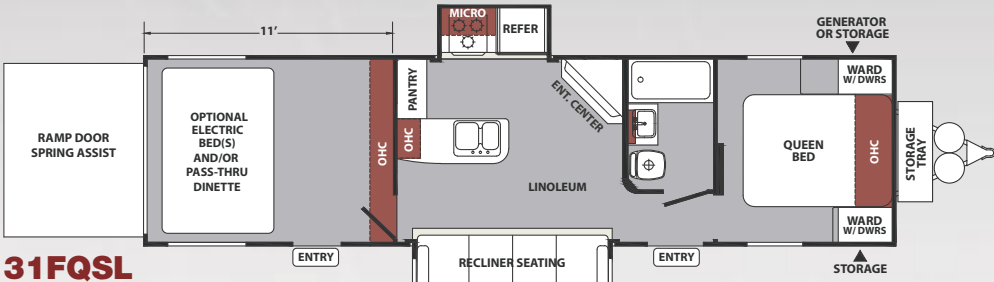 11'
MICRO
REFER
GENERATOR
OR STORAGE
RAMP DOOR
SPRING ASSIST
OPTIONAL
ELECTRIC
BED(S)
AND/OR
PASS-THRU
DINETTE
OHC
PANTRY
OHC
ENT. CENTER
LINOLEUM
WARD
W/ DWRS
QUEEN
BED
OHC
STORAGE
TRAY
WARD
W/ DWRS
31FQSL
ENTRY
RECLINER SEATING
ENTRY
STORAGE